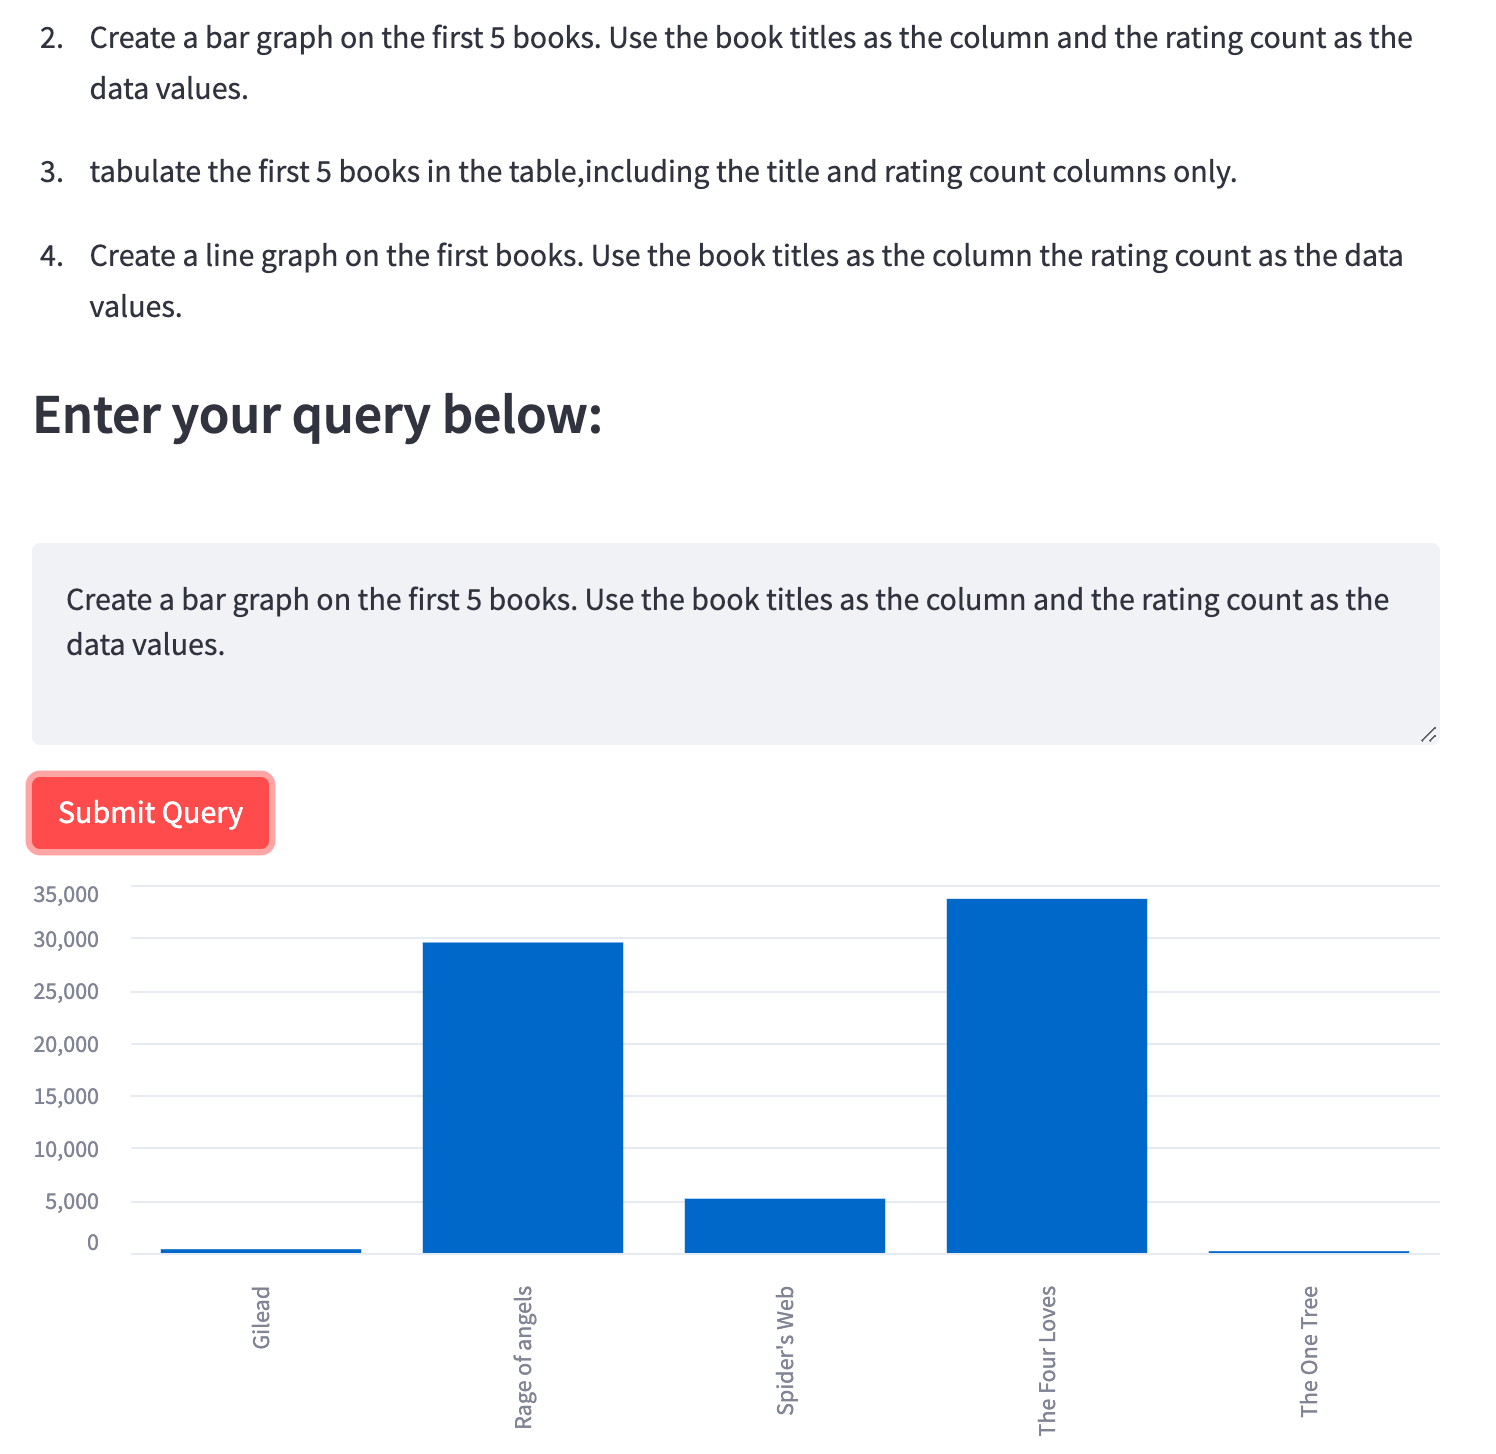 2. Create a bar graph on the first 5 books. Use the book titles as the column and the rating count as the
data values.
3. tabulate the first 5 books in the table,including the title and rating count columns only.
4. Create a line graph on the first books. Use the book titles as the column the rating count as the data
values.
Enter your query below:
Create a bar graph on the first 5 books. Use the book titles as the column and the rating count as the
data values.
Submit Query
35,000
30,000
25,000
20,000
15,000
10,000
5,000
0
Gilead
Rage of angels
Spider's Web
The Four Loves
The One Tree